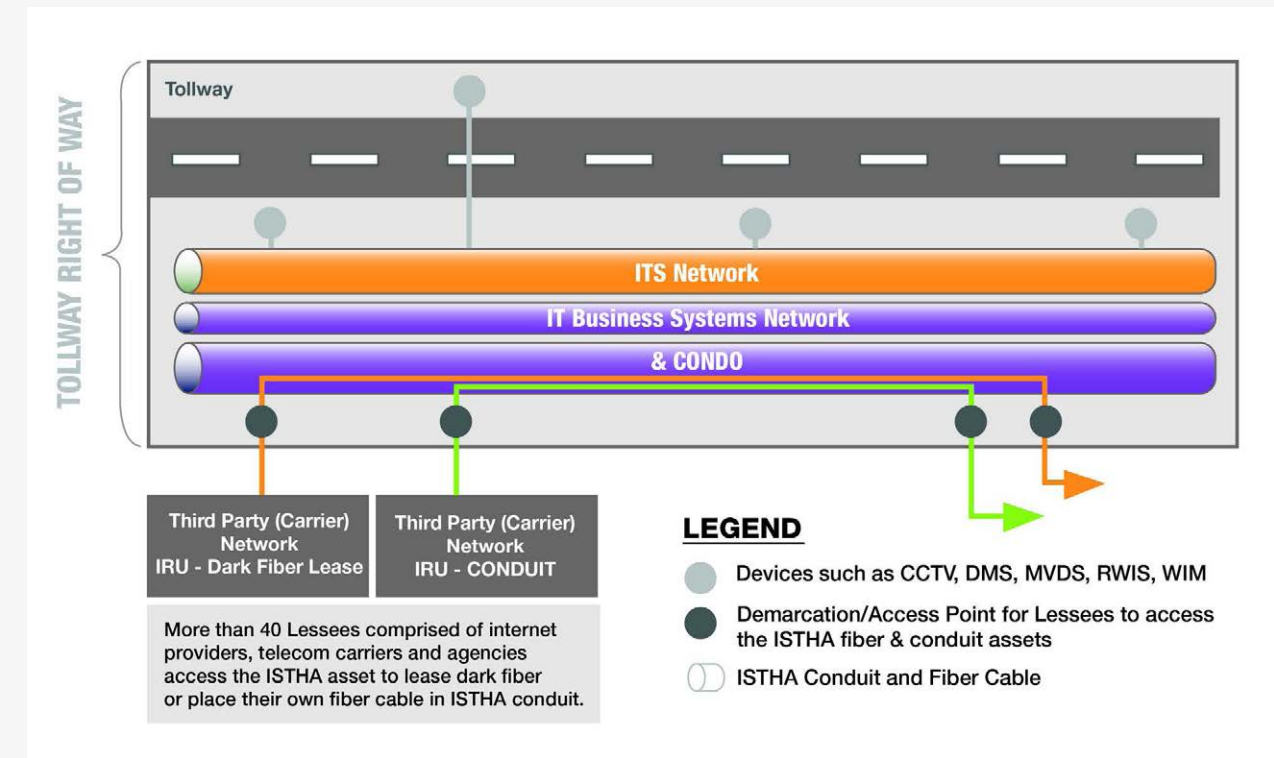 TOLLWAY RIGHT OF WAY
Tollway
ITS Network
IT Business Systems Network
& CONDO
Third Party (Carrier)
Network
IRU - Dark Fiber Lease
Third Party (Carrier)
Network
IRU - CONDUIT
More than 40 Lessees comprised of internet
providers, telecom carriers and agencies
access the ISTHA asset to lease dark fiber
or place their own fiber cable in ISTHA conduit.
LEGEND
Devices such as CCTV, DMS, MVDS, RWIS, WIM
Demarcation/Access Point for Lessees to access
the ISTHA fiber & conduit assets
ISTHA Conduit and Fiber Cable